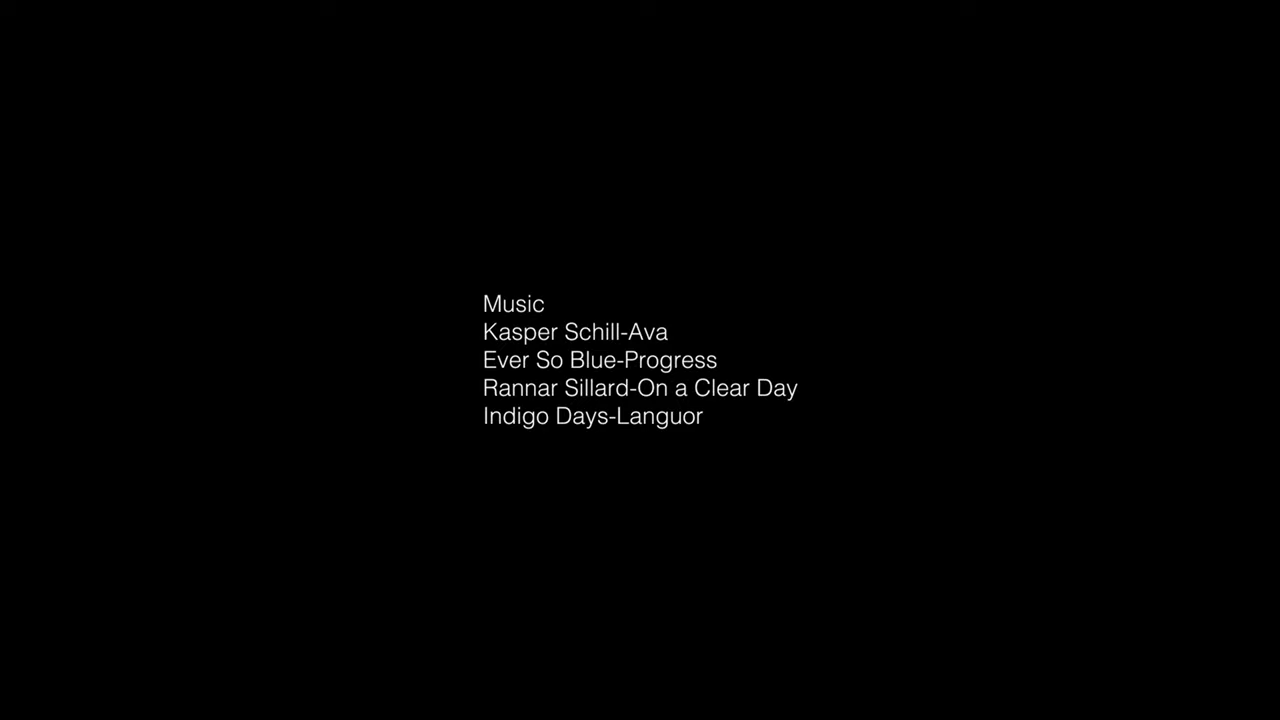 Music
Kasper Schill-Ava
Ever So Blue-Progress
Rannar Sillard-On a Clear Day
Indigo Days-Languor